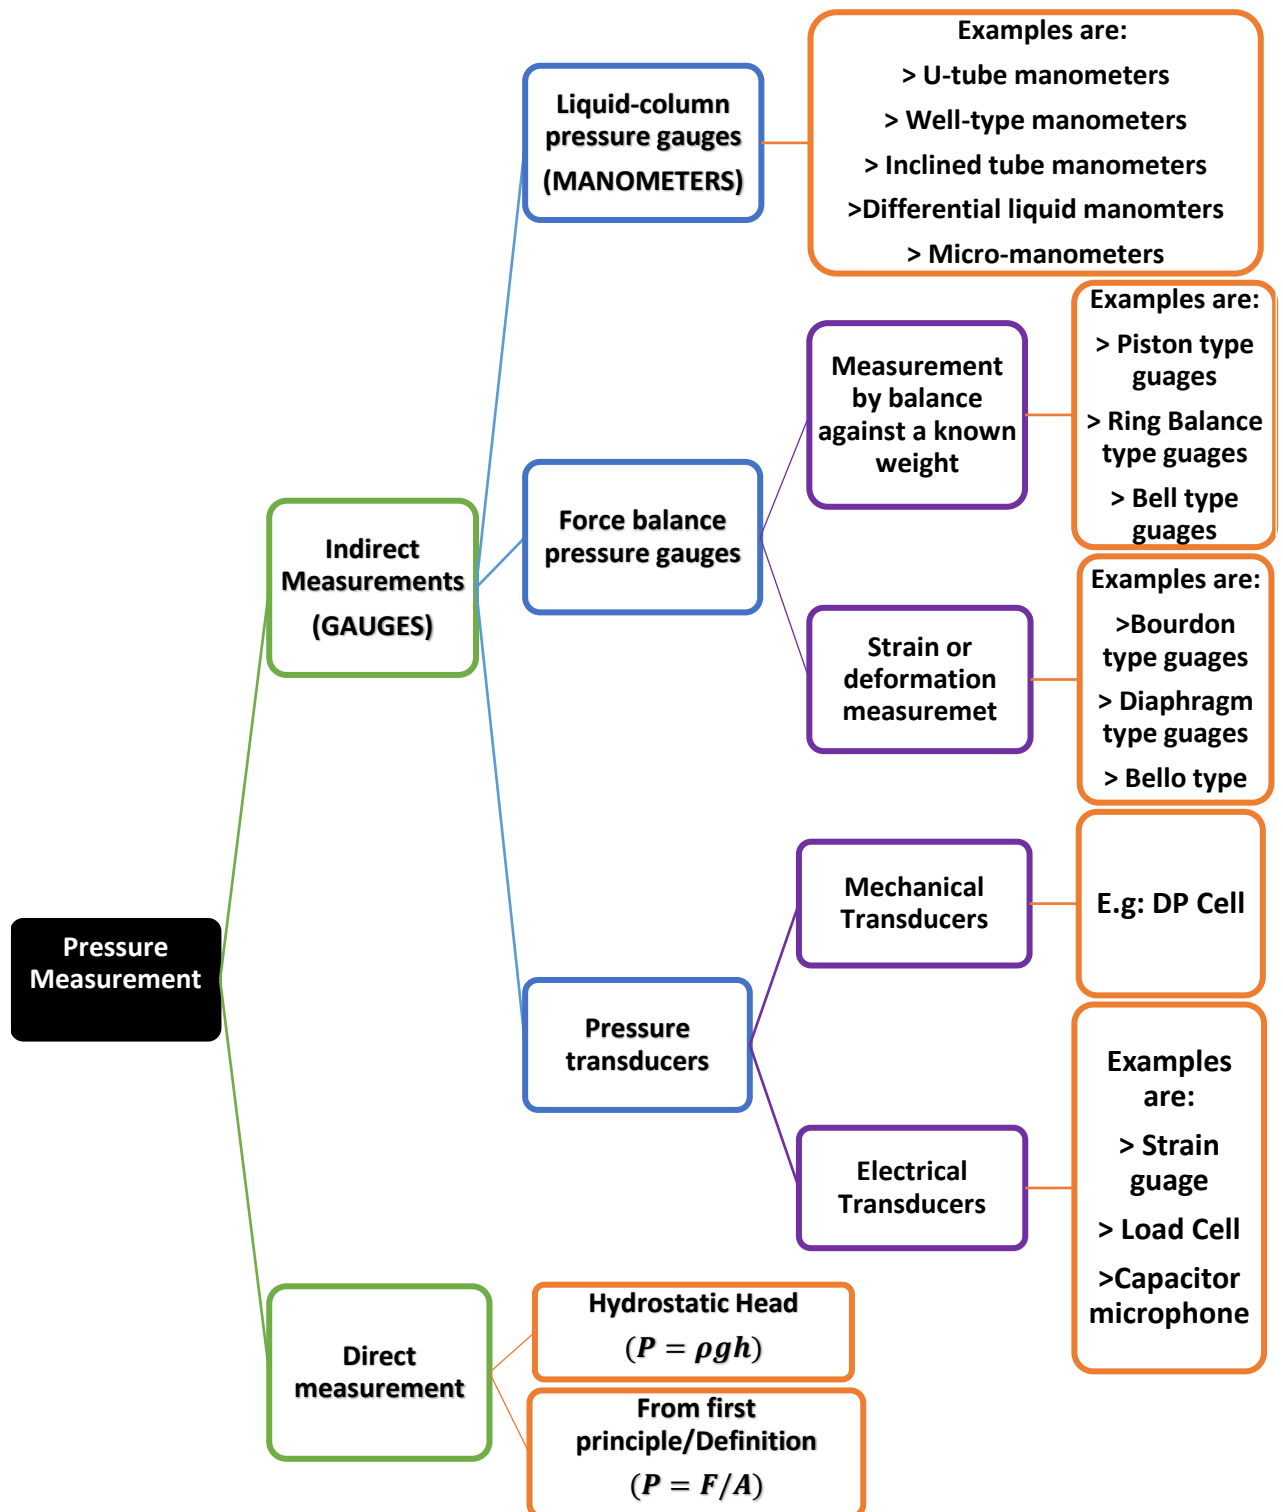 Examples are:
> U-tube manometers
> Well-type manometers
> Inclined tube manometers
>Differential liquid manomters
> Micro-manometers
Liquid-column
pressure gauges
(MANOMETERS)
Examples are:
> Piston type
guages
> Ring Balance
type guages
> Bell type
guages
Measurement
by balance
against a known
weight
Force balance
pressure gauges
Indirect
Measurements
(GAUGES)
Examples are:
>Bourdon
type guages
> Diaphragm
type guages
> Bello type
Strain or
deformation
measuremet
Mechanical
Transducers
E.g: DP Cell
Pressure
Measurement
Pressure
transducers
Examples
are:
> Strain
guage
> Load Cell
>Capacitor
microphone
Electrical
Transducers
Direct
measurement
Hydrostatic Head
(P = ρgh)
From first
principle/Definition
(P = F/A)